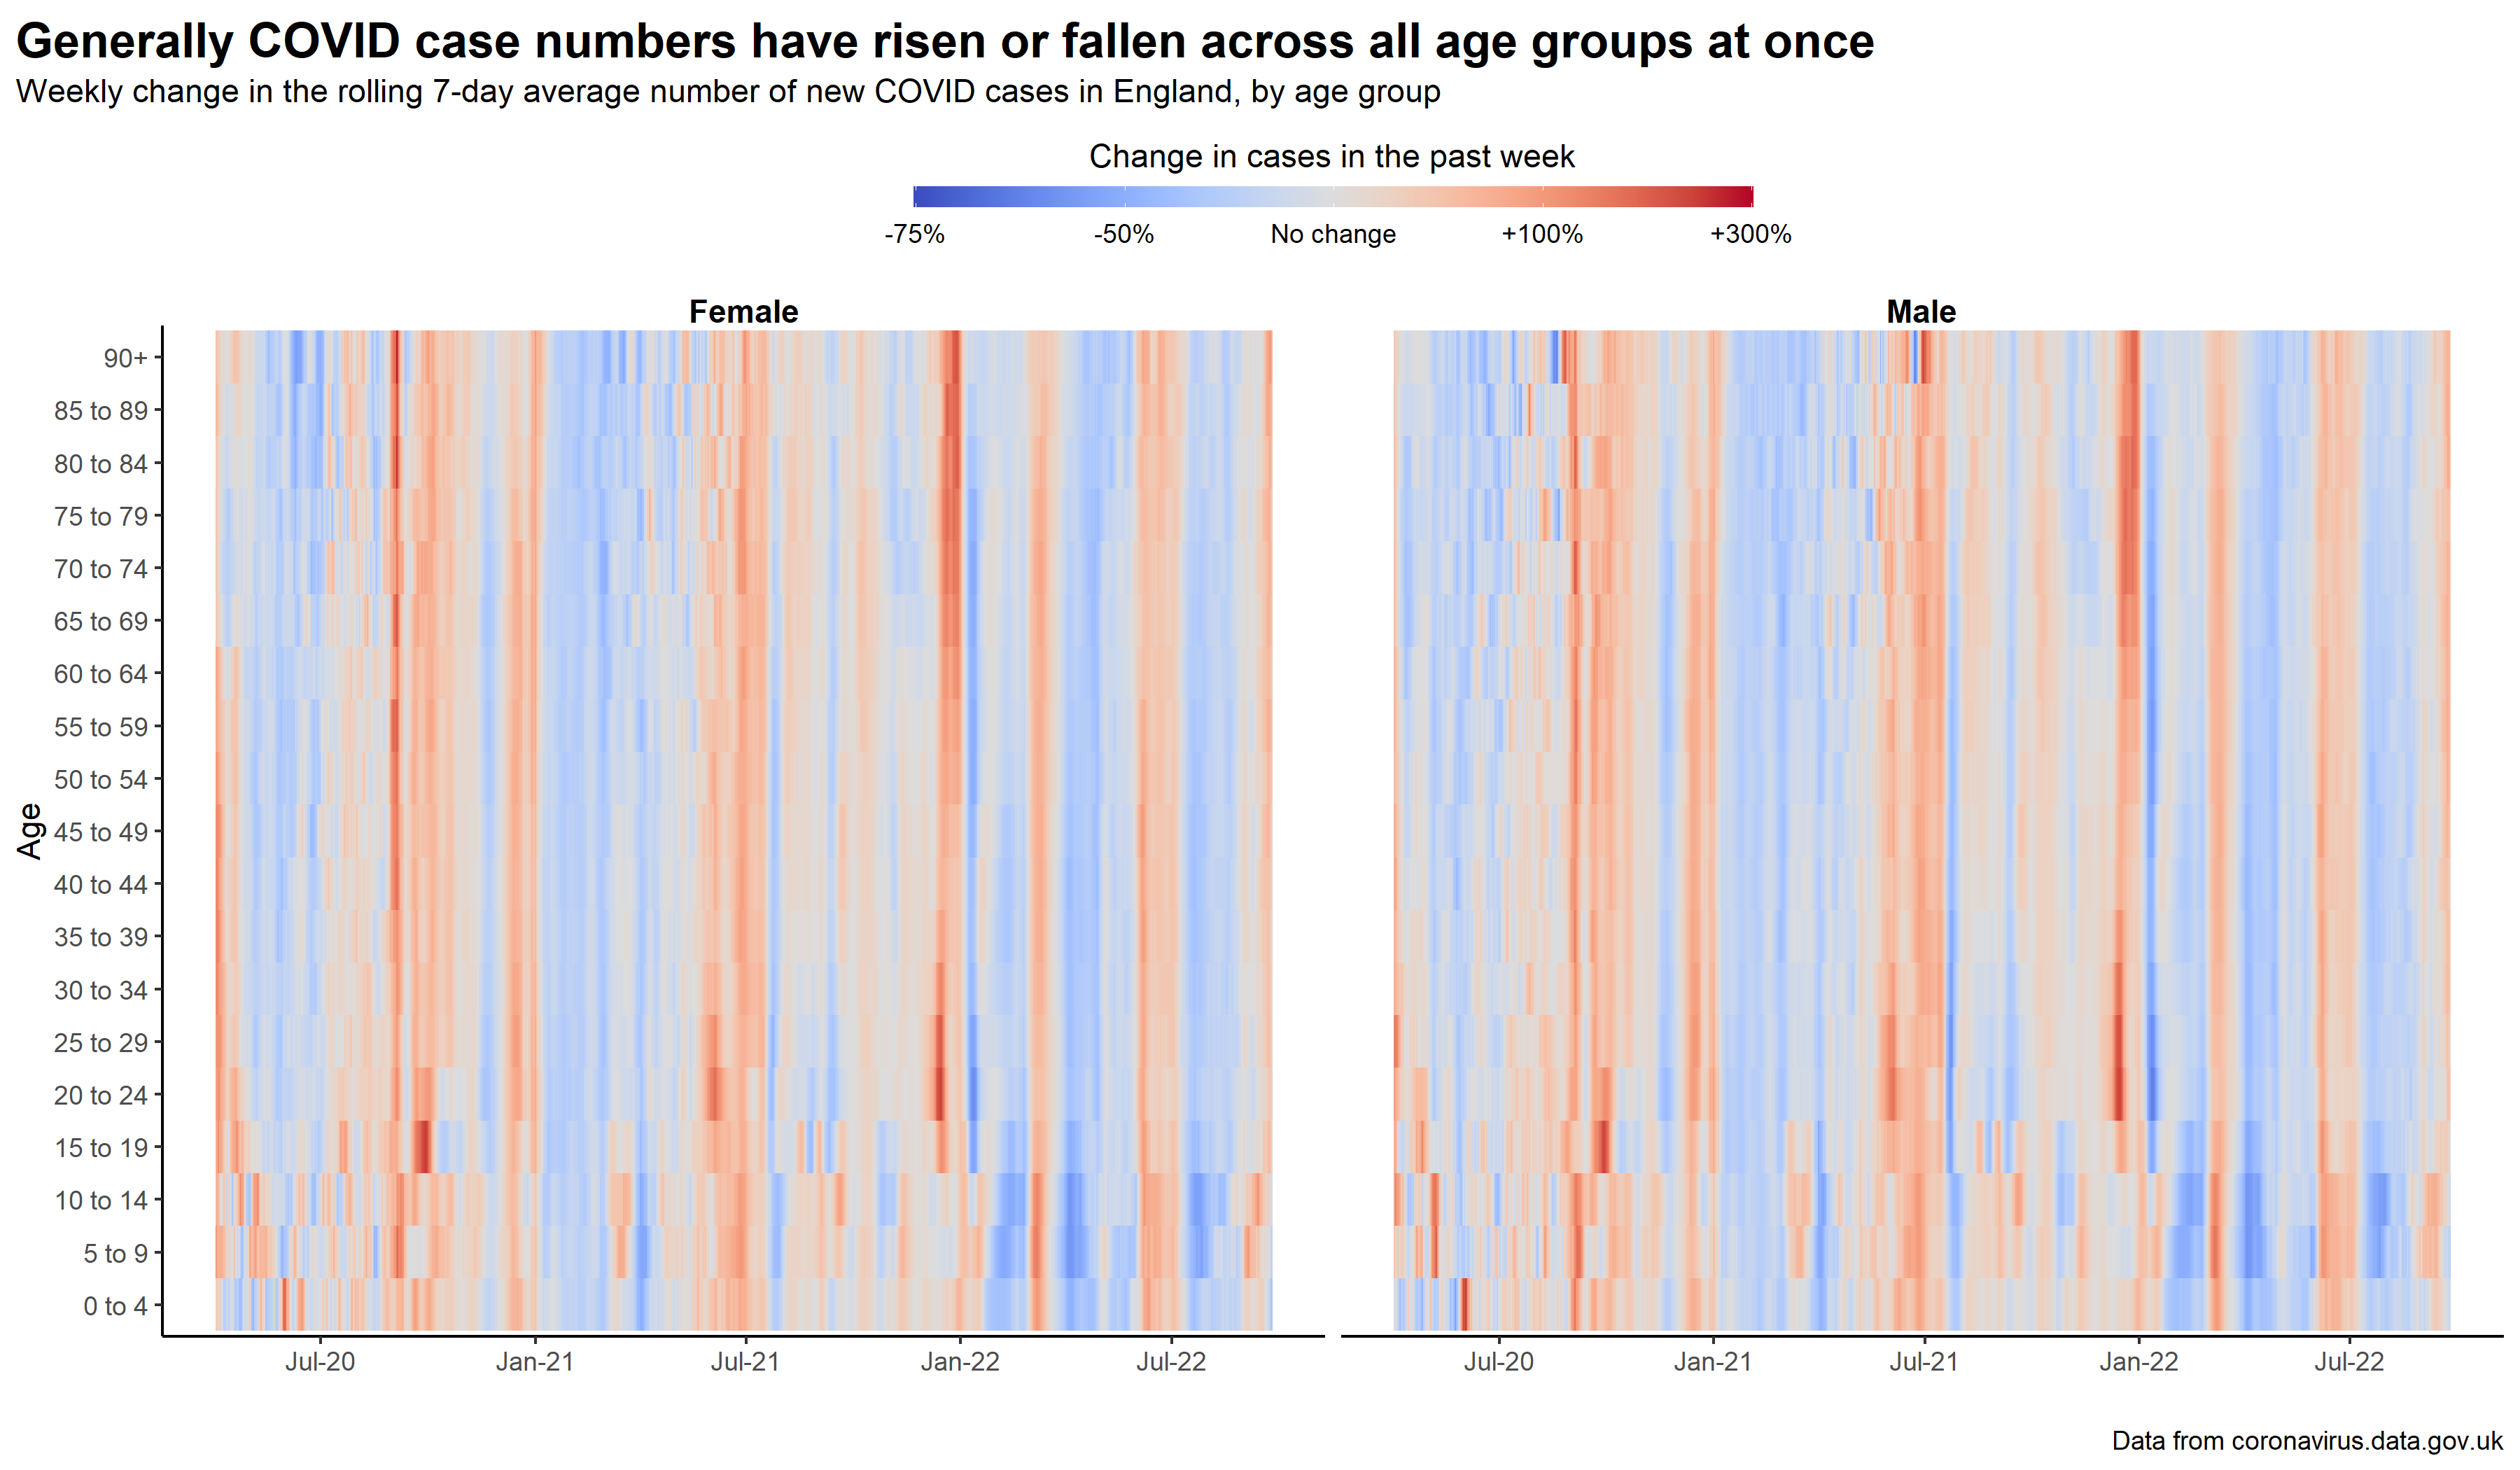 Generally COVID case numbers have risen or fallen across all age groups at once
Weekly change in the rolling 7-day average number of new COVID cases in England, by age group
Change in cases in the past week
-75% -50% No change +100% +300%
Female Male
90+
85 to 89
80 to 84
75 to 79
70 to 74
65 to 69
60 to 64
55 to 59
50 to 54
45 to 49
40 to 44
35 to 39
30 to 34
25 to 29
20 to 24
15 to 19
10 to 14
5 to 9
0 to 4
Age
Jul-20 Jan-21 Jul-21 Jan-22 Jul-22 Jul-20 Jan-21 Jul-21 Jan-22 Jul-22
Data from coronavirus.data.gov.uk